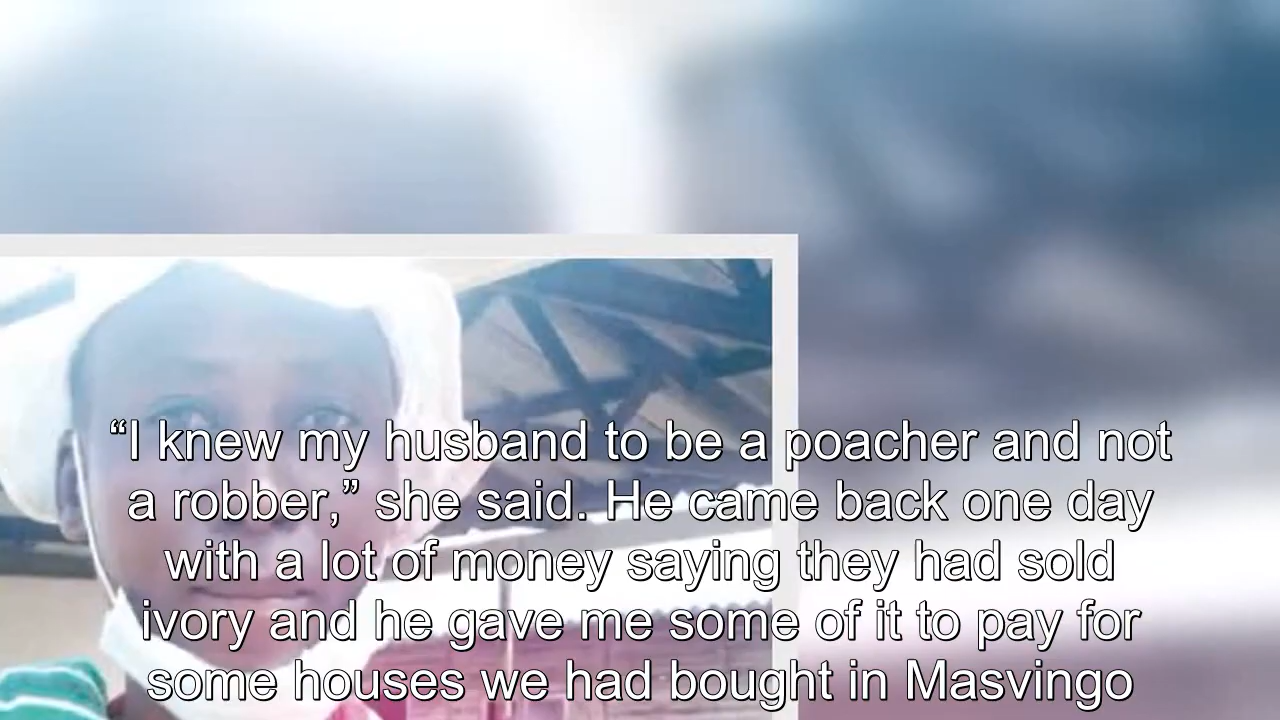 “I knew my husband to be a poacher and not
a robber,” she said. He came back one day
with a lot of money saying they had sold
ivory and he gave me some of it to pay for
some houses we had bought in Masvingo